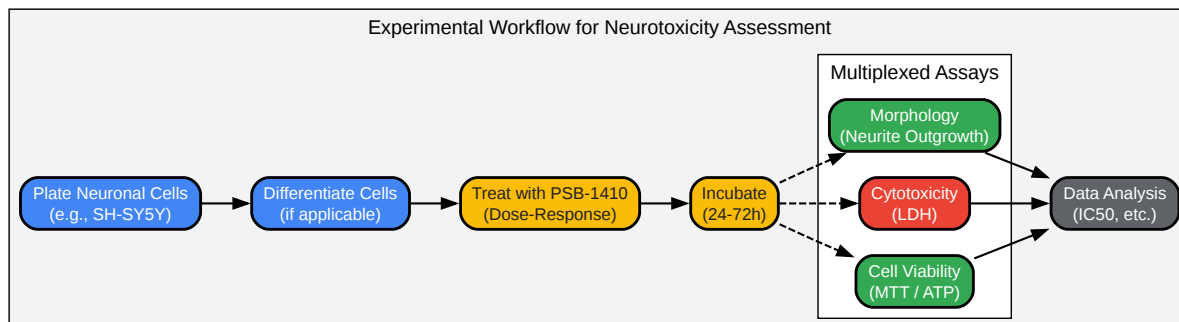 Experimental Workflow for Neurotoxicity Assessment
Multiplexed Assays
Plate Neuronal Cells
(e.g., SH-SY5Y)
Differentiate Cells
(if applicable)
Treat with PSB-1410
(Dose-Response)
Incubate
(24-72h)
Morphology
(Neurite Outgrowth)
Cytotoxicity
(LDH)
Cell Viability
(MTT / ATP)
Data Analysis
(IC50, etc.)